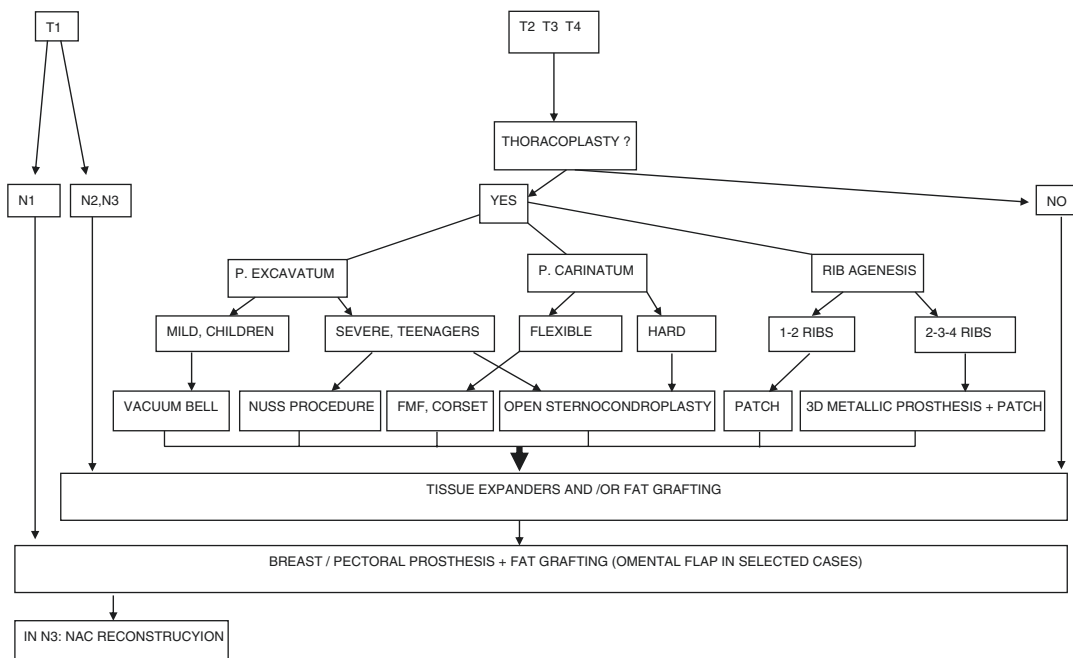 T1
T2 T3 T4
THORACOPLASTY ?
N1
N2,N3
YES
NO
P. EXCAVATUM
P. CARINATUM
RIB AGENESIS
MILD, CHILDREN
SEVERE, TEENAGERS
FLEXIBLE
HARD
1-2 RIBS
2-3-4 RIBS
VACUUM BELL
NUSS PROCEDURE
FMF, CORSET
OPEN STERNOCONDROPLASTY
PATCH
3D METALLIC PROSTHESIS + PATCH
TISSUE EXPANDERS AND /OR FAT GRAFTING
BREAST / PECTORAL PROSTHESIS + FAT GRAFTING (OMENTAL FLAP IN SELECTED CASES)
IN N3: NAC RECONSTRUCYION